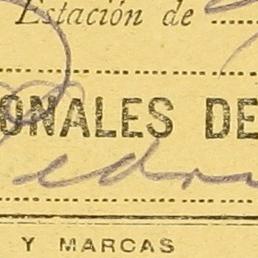 Estación de
ONALES DE
Y MARCAS